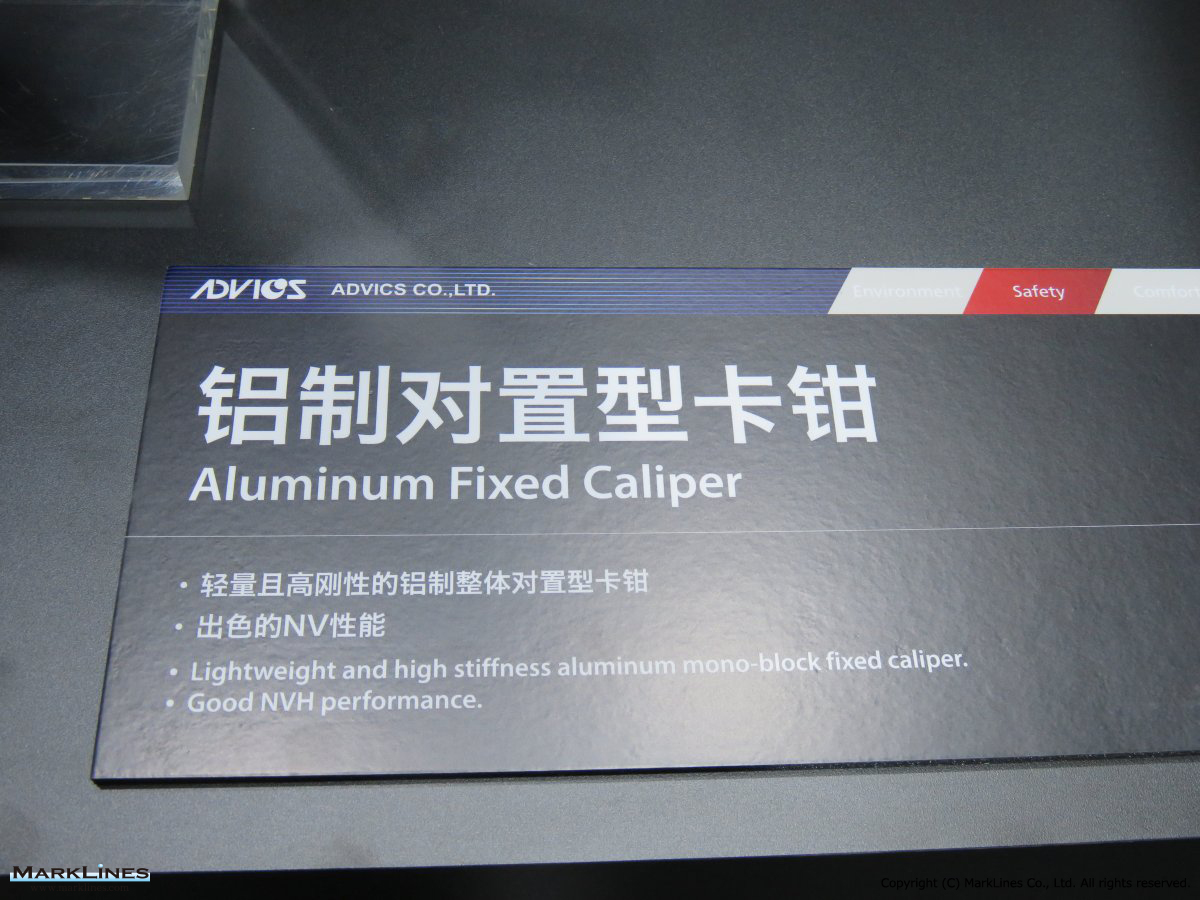 ADVICS ADVICS CO.,LTD. Environment Safety Comfort
铝制对置型卡钳
Aluminum Fixed Caliper
• 轻量且高刚性的铝制整体对置型卡钳
• 出色的NV性能
• Lightweight and high stiffness aluminum mono-block fixed caliper.
• Good NVH performance.
MARKLINES
www.marklines.com
Copyright (C) MarkLines Co., Ltd. All rights reserved.